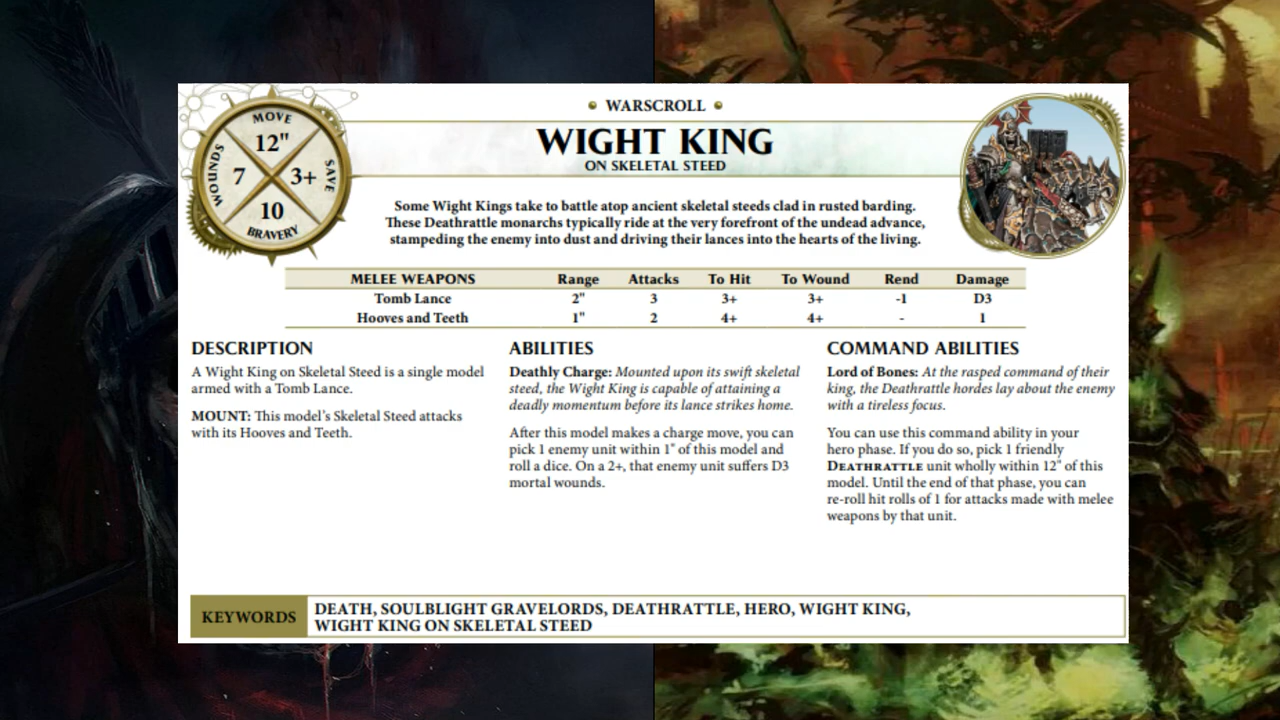 WARSCROLL
WIGHT KING
ON SKELETAL STEED
MOVE
12"
WOUNDS
7
3+
SAVE
10
BRAVERY
Some Wight Kings take to battle atop ancient skeletal steeds clad in rusted barding.
These Deathrattle monarchs typically ride at the very forefront of the undead advance,
stampeding the enemy into dust and driving their lances into the hearts of the living.
MELEE WEAPONS Range Attacks To Hit To Wound Rend Damage
Tomb Lance 2" 3 3+ 3+ -1 D3
Hooves and Teeth 1" 2 4+ 4+ - 1
DESCRIPTION
A Wight King on Skeletal Steed is a single model
armed with a Tomb Lance.
MOUNT: This model's Skeletal Steed attacks
with its Hooves and Teeth.
ABILITIES
Deathly Charge: Mounted upon its swift skeletal
steed, the Wight King is capable of attaining a
deadly momentum before its lance strikes home.
After this model makes a charge move, you can
pick 1 enemy unit within 1" of this model and
roll a dice. On a 2+, that enemy unit suffers D3
mortal wounds.
COMMAND ABILITIES
Lord of Bones: At the rasped command of their
king, the Deathrattle hordes lay about the enemy
with a tireless focus.
You can use this command ability in your
hero phase. If you do so, pick 1 friendly
DEATHRATTLE unit wholly within 12" of this
model. Until the end of that phase, you can
re-roll hit rolls of 1 for attacks made with melee
weapons by that unit.
KEYWORDS
DEATH, SOULBLIGHT GRAVELORDS, DEATHRATTLE, HERO, WIGHT KING,
WIGHT KING ON SKELETAL STEED